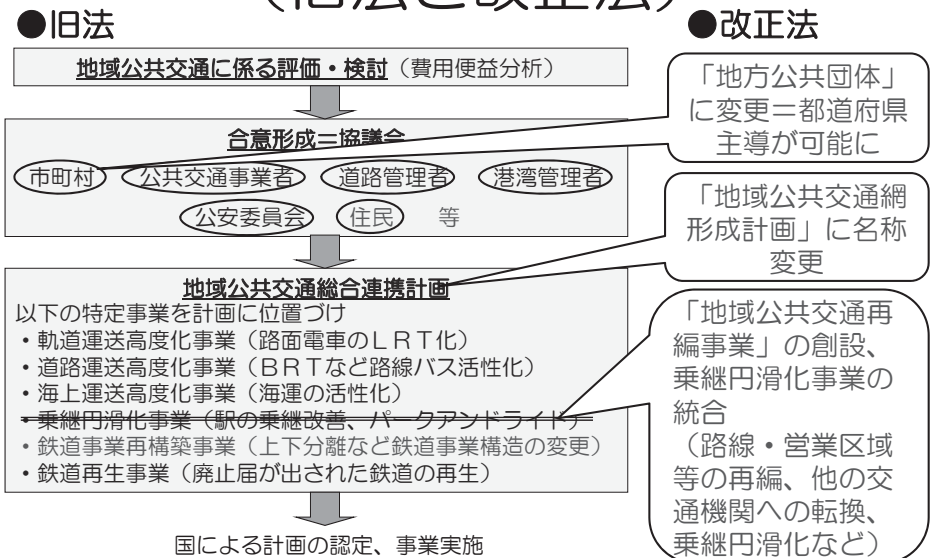 （旧法と改正法）
●旧法
●改正法
地域公共交通に係る評価・検討（費用便益分析）
合意形成＝協議会
市町村 公共交通事業者 道路管理者 港湾管理者
公安委員会 住民 等
地域公共交通総合連携計画
以下の特定事業を計画に位置づけ
・軌道運送高度化事業（路面電車のＬＲＴ化）
・道路運送高度化事業（ＢＲＴなど路線バス活性化）
・海上運送高度化事業（海運の活性化）
・乗継円滑化事業（駅の乗継改善、パークアンドライド）
・鉄道事業再構築事業（上下分離など鉄道事業構造の変更）
・鉄道再生事業（廃止届が出された鉄道の再生）
国による計画の認定、事業実施
「地方公共団体」
に変更＝都道府県
主導が可能に
「地域公共交通網
形成計画」に名称
変更
「地域公共交通再
編事業」の創設、
乗継円滑化事業の
統合
（路線・営業区域
等の再編、他の交
通機関への転換、
乗継円滑化など）